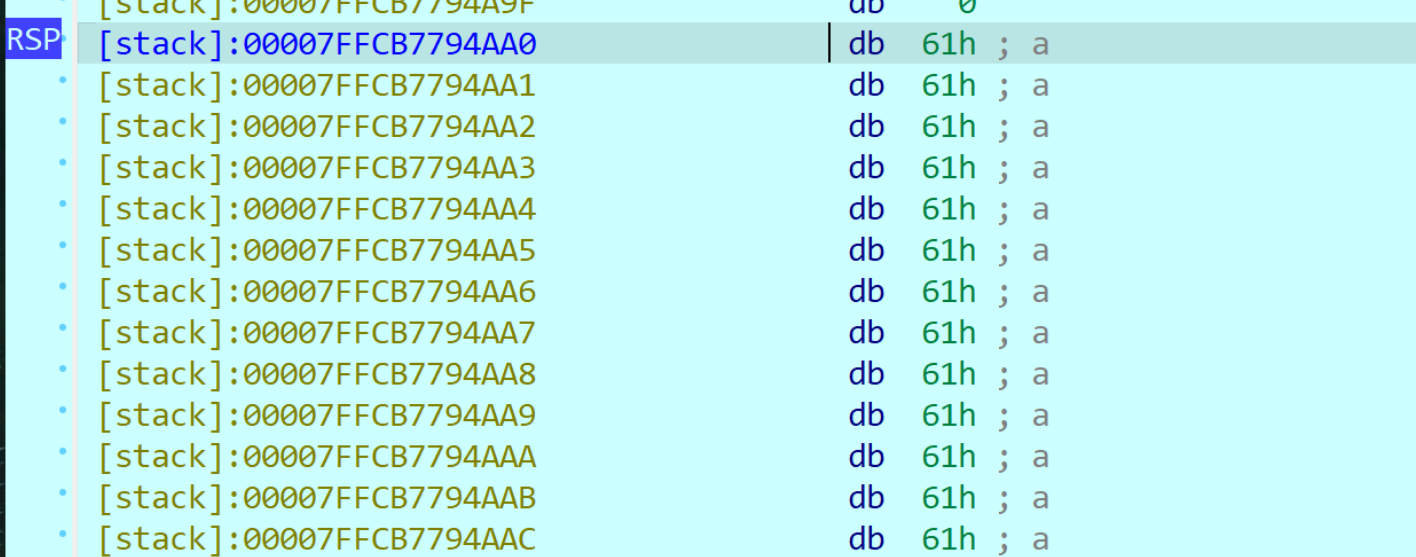 [stack]:00007FFCB7794A9F db 0
RSP [stack]:00007FFCB7794AA0 db 61h ; a
[stack]:00007FFCB7794AA1 db 61h ; a
[stack]:00007FFCB7794AA2 db 61h ; a
[stack]:00007FFCB7794AA3 db 61h ; a
[stack]:00007FFCB7794AA4 db 61h ; a
[stack]:00007FFCB7794AA5 db 61h ; a
[stack]:00007FFCB7794AA6 db 61h ; a
[stack]:00007FFCB7794AA7 db 61h ; a
[stack]:00007FFCB7794AA8 db 61h ; a
[stack]:00007FFCB7794AA9 db 61h ; a
[stack]:00007FFCB7794AAA db 61h ; a
[stack]:00007FFCB7794AAB db 61h ; a
[stack]:00007FFCB7794AAC db 61h ; a